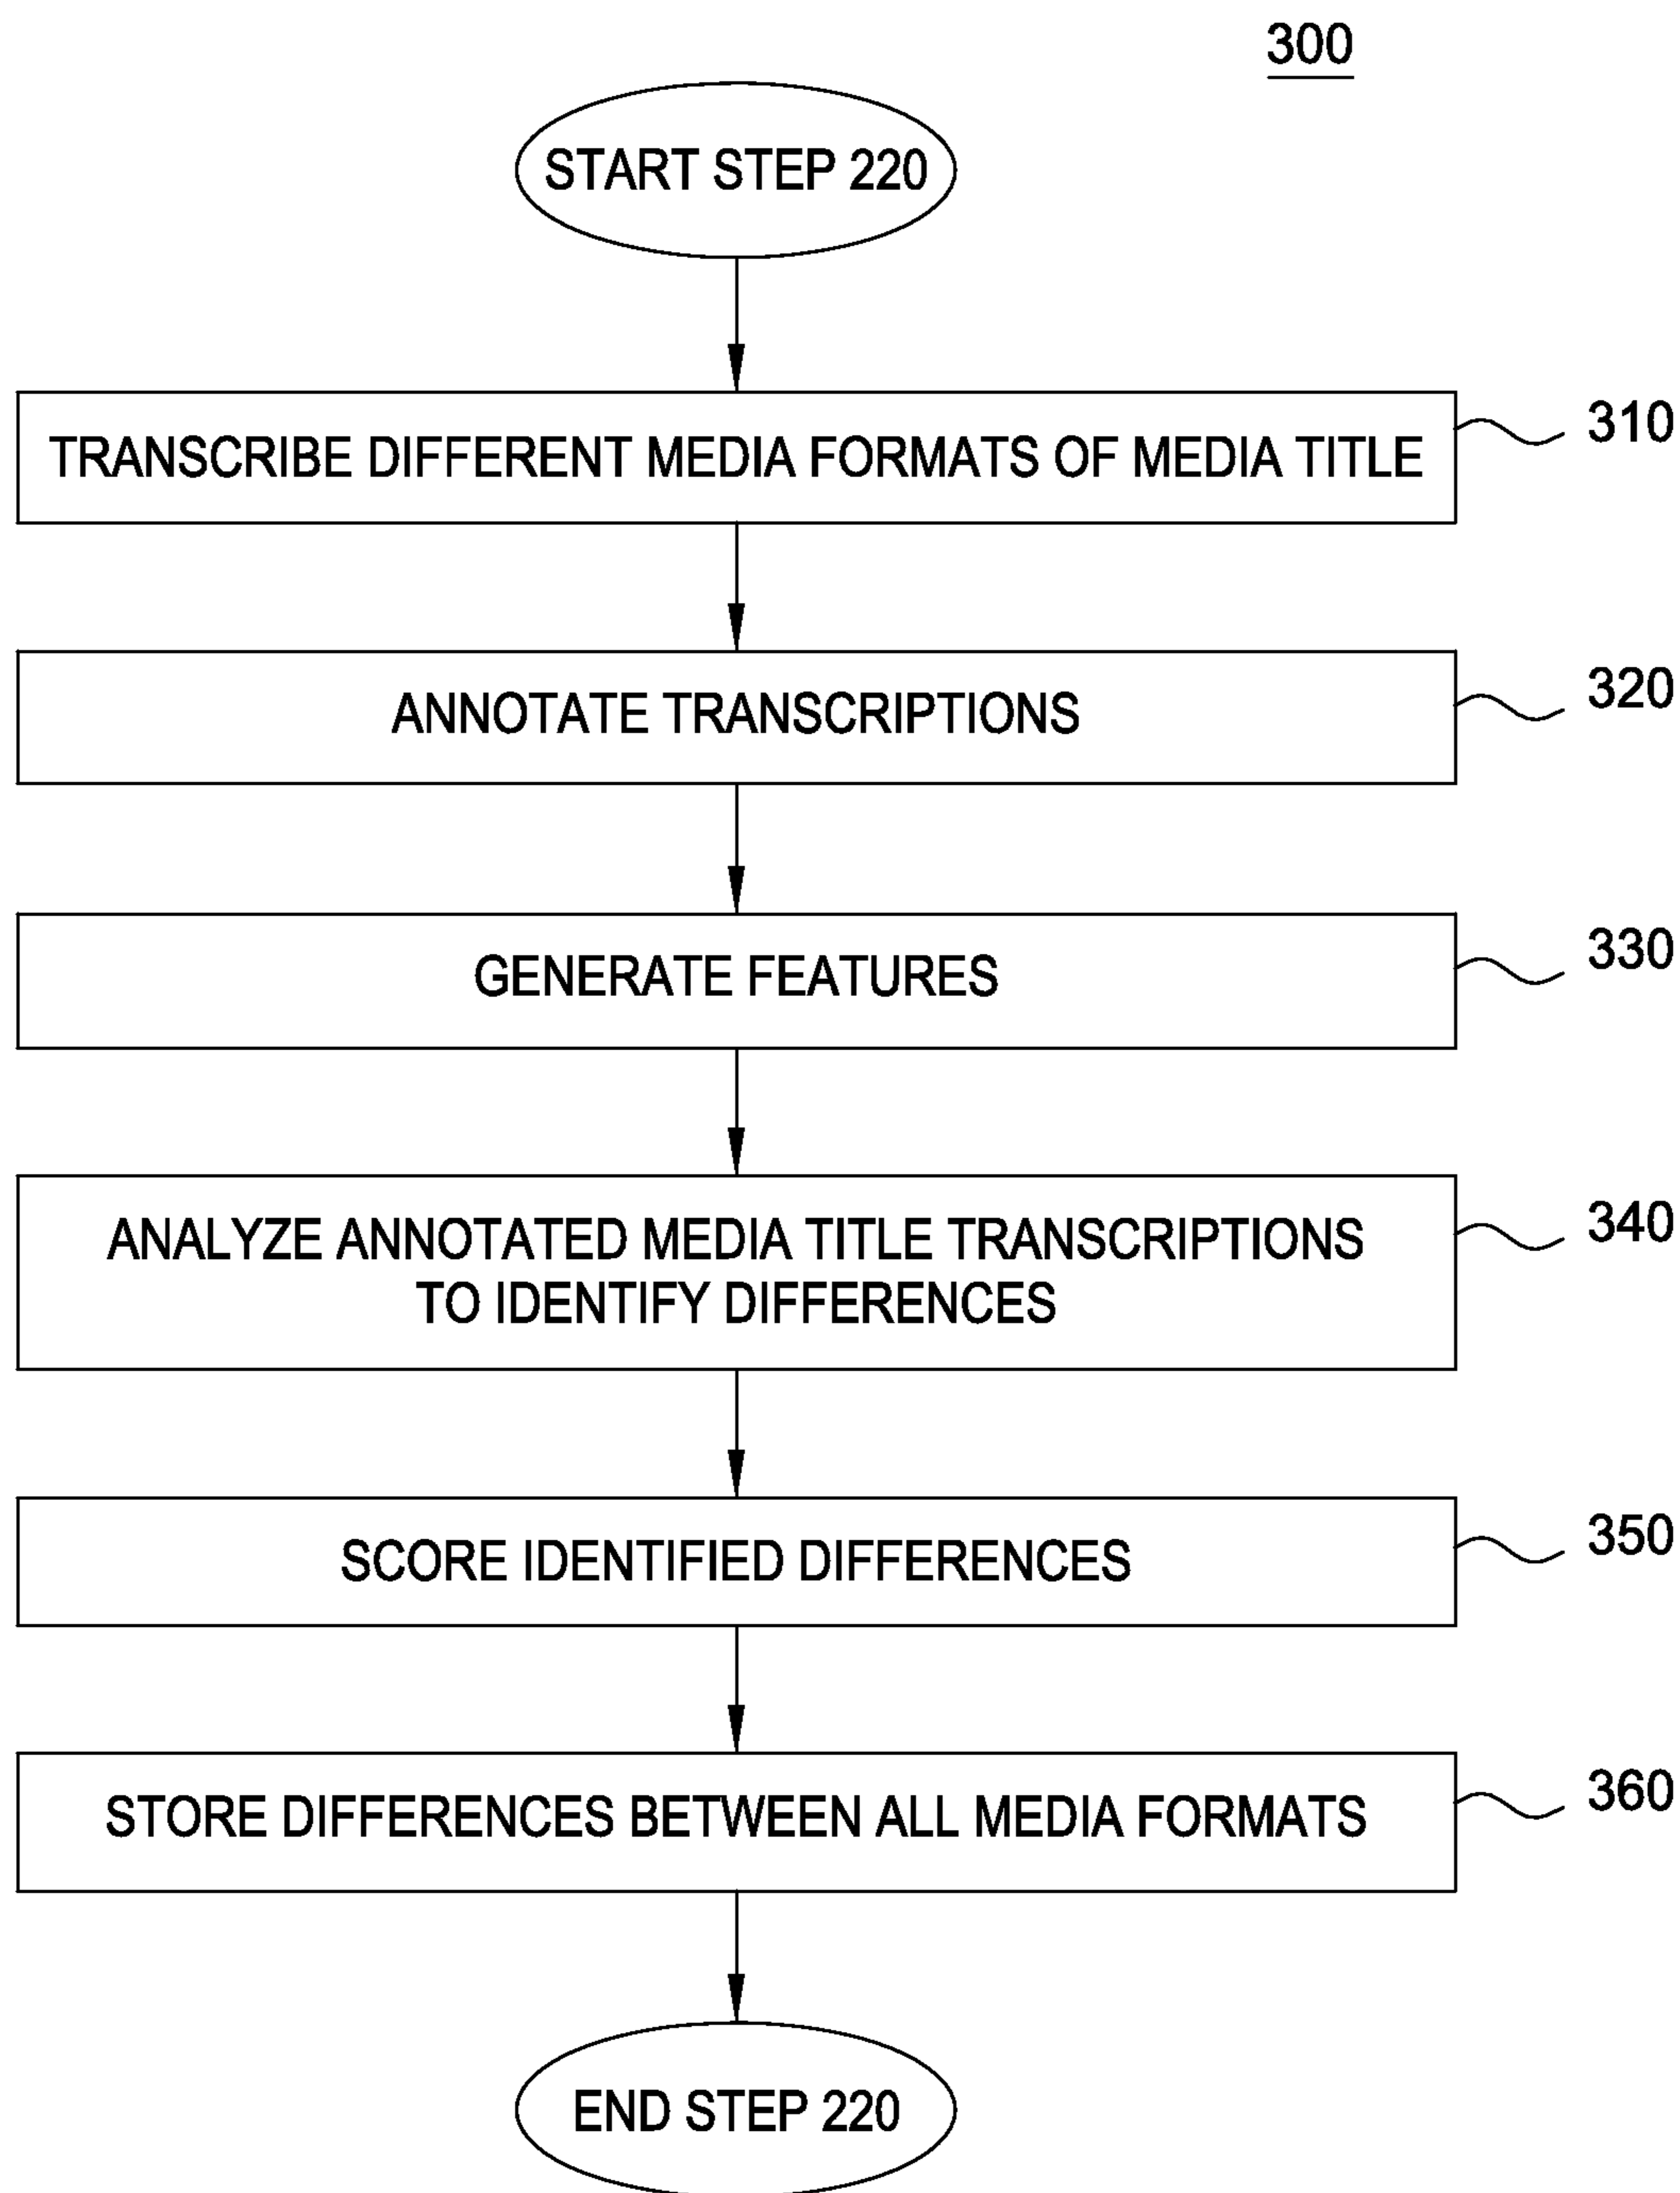 300
START STEP 220
TRANSCRIBE DIFFERENT MEDIA FORMATS OF MEDIA TITLE
310
ANNOTATE TRANSCRIPTIONS
320
GENERATE FEATURES
330
ANALYZE ANNOTATED MEDIA TITLE TRANSCRIPTIONS
TO IDENTIFY DIFFERENCES
340
SCORE IDENTIFIED DIFFERENCES
350
STORE DIFFERENCES BETWEEN ALL MEDIA FORMATS
360
END STEP 220